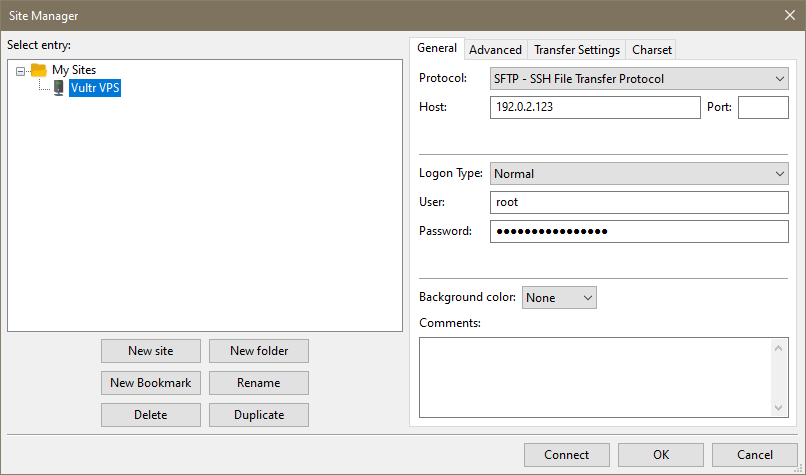 Site Manager
Select entry:
My Sites
Vultr VPS
New site
New folder
New Bookmark
Rename
Delete
Duplicate
General
Advanced
Transfer Settings
Charset
Protocol:
SFTP - SSH File Transfer Protocol
Host:
192.0.2.123
Port:
Logon Type:
Normal
User:
root
Password:
●●●●●●●●●●●●●●●●
Background color:
None
Comments:
Connect
OK
Cancel